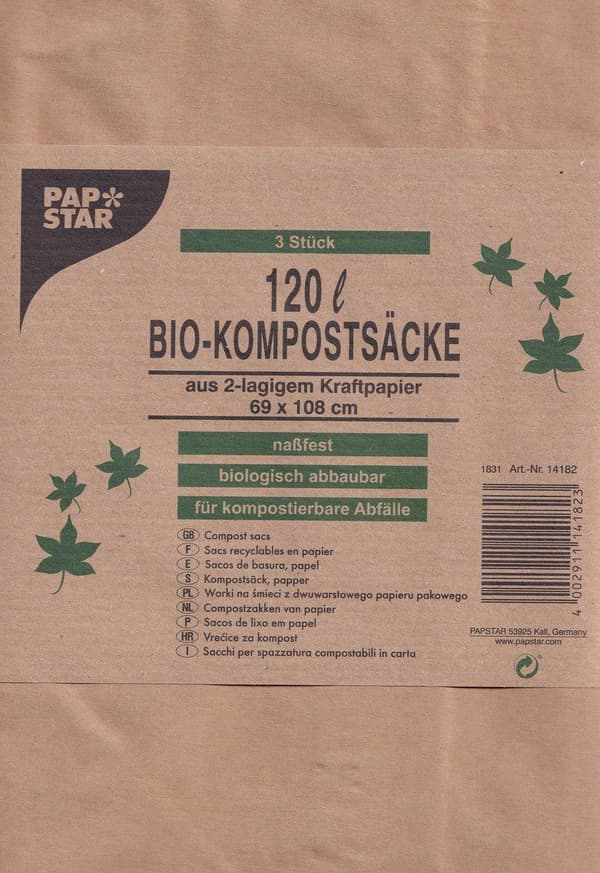 PAP*
STAR
3 Stück
120 ℓ
BIO-KOMPOSTSÄCKE
aus 2-lagigem Kraftpapier
69 x 108 cm
naßfest
biologisch abbaubar
für kompostierbare Abfälle
GB Compost sacs
F Sacs recyclables en papier
E Sacos de basura, papel
S Kompostsäck, papper
PL Worki na śmieci z dwuwarstowego papieru pakowego
NL Compostzakken van papier
P Sacos de lixo em papel
HR Vrećice za kompost
I Sacchi per spazzatura compostabili in carta
1831 Art.-Nr. 14182
4 002911 141823
PAPSTAR 53925 Kall, Germany
www.papstar.com